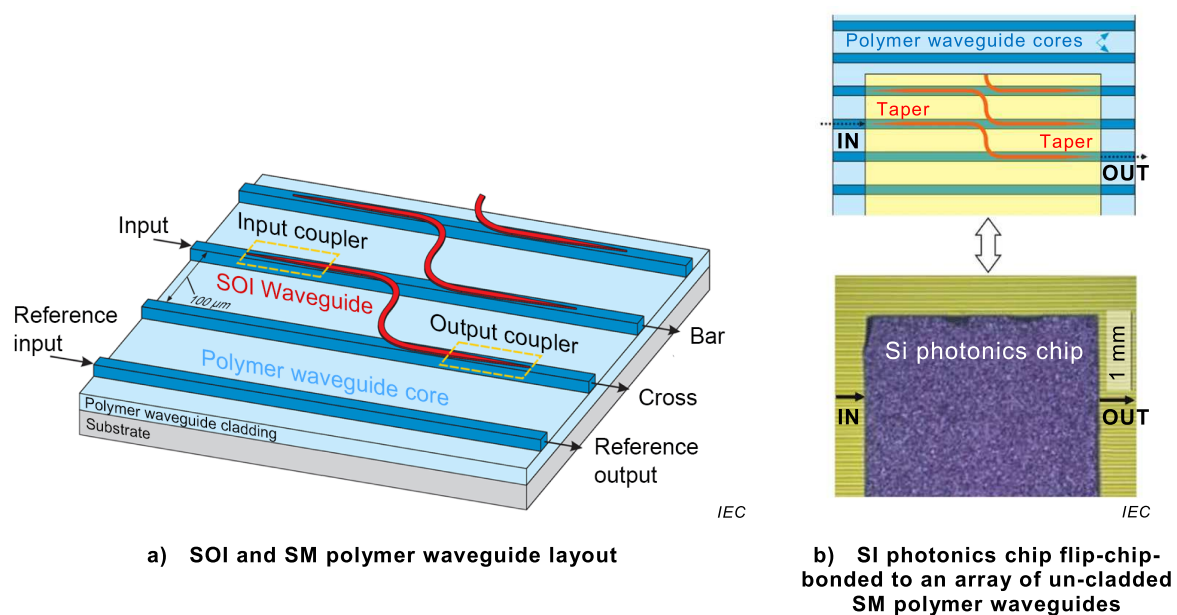 Input
Input coupler
SOI Waveguide
100 µm
Reference
input
Output coupler
Polymer waveguide core
Polymer waveguide cladding
Substrate
Bar
Cross
Reference
output
IEC
a) SOI and SM polymer waveguide layout
Polymer waveguide cores
Taper
IN
Taper
OUT
Si photonics chip
1 mm
IN
OUT
IEC
b) SI photonics chip flip-chip-
bonded to an array of un-cladded
SM polymer waveguides